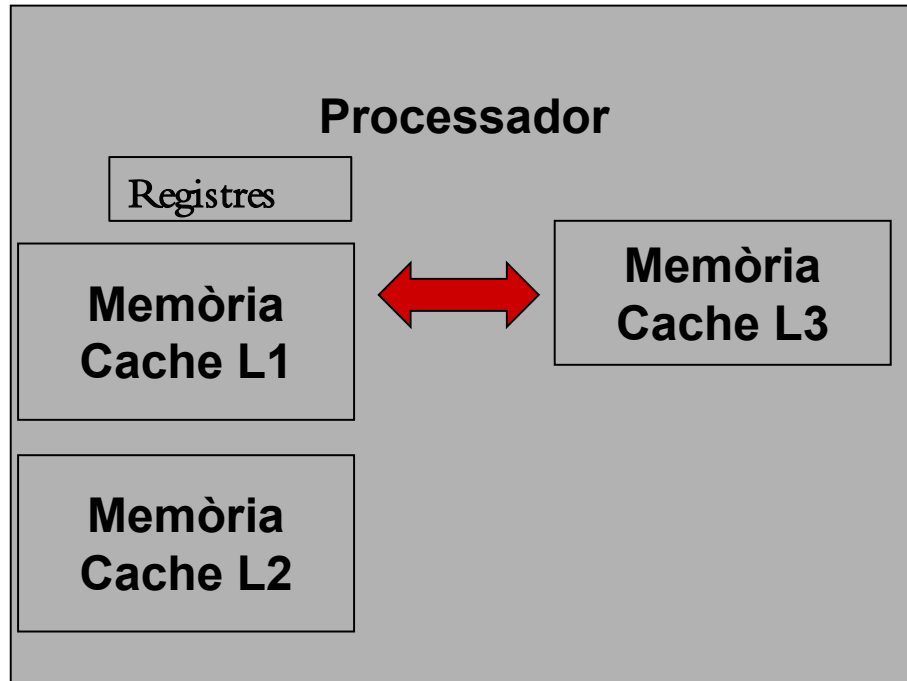 Processador
Registres
Memòria
Cache L1
Memòria
Cache L3
Memòria
Cache L2